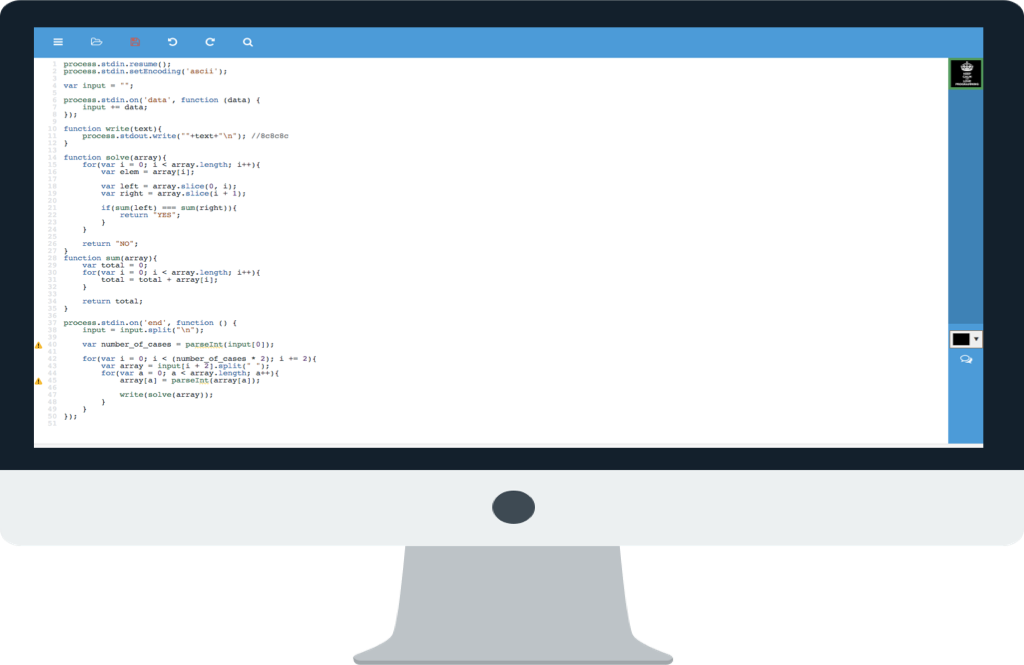 1 process.stdin.resume();
2 process.stdin.setEncoding('ascii');
3
4 var input = "";
5
6 process.stdin.on('data', function (data) {
7 input += data;
8 });
9
10 function write(text){
11 process.stdout.write(""+text+"\n"); //8c8c8c
12 }
13
14 function solve(array){
15 for(var i = 0; i < array.length; i++){
16 var elem = array[i];
17
18 var left = array.slice(0, i);
19 var right = array.slice(i + 1);
20
21 if(sum(left) === sum(right)){
22 return "YES";
23 }
24 }
25
26 return "NO";
27 }
28 function sum(array){
29 var total = 0;
30 for(var i = 0; i < array.length; i++){
31 total = total + array[i];
32 }
33
34 return total;
35 }
36
37 process.stdin.on('end', function () {
38 input = input.split("\n");
39
40 var number_of_cases = parseInt(input[0]);
41
42 for(var i = 0; i < (number_of_cases * 2); i += 2){
43 var array = input[i + 2].split(" ");
44 for(var a = 0; a < array.length; a++){
45 array[a] = parseInt(array[a]);
46
47 write(solve(array));
48 }
49 }
50 });
51
KEEP
CALM
LOVE
PROGRAMMING